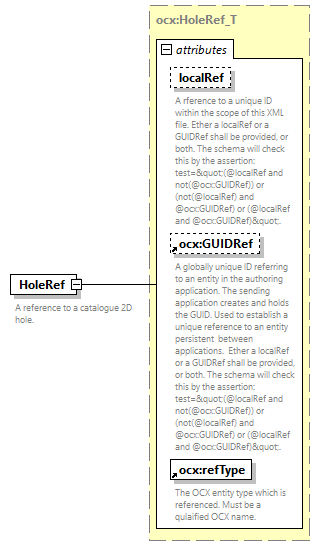 ocx:HoleRef_T
attributes
localRef
A rference to a unique ID
within the scope of this XML
file. Ether a localRef or a
GUIDRef shall be provided, or
both. The schema will check
this by the assertion:
test=&quot;(@localRef and
not(@ocx:GUIDRef)) or
(not(@localRef) and
@ocx:GUIDRef) or (@localRef
and @ocx:GUIDRef)&quot;.
ocx:GUIDRef
A globally unique ID referring
to an entity in the authoring
application. The sending
application creates and holds
the GUID. Used to establish a
unique reference to an entity
persistent between
applications. Ether a localRef
or a GUIDRef shall be provided,
or both. The schema will check
this by the assertion:
test=&quot;(@localRef and
not(@ocx:GUIDRef)) or
(not(@localRef) and
@ocx:GUIDRef) or (@localRef
and @ocx:GUIDRef)&quot;.
HoleRef
A reference to a catalogue 2D
hole.
ocx:refType
The OCX entity type which is
referenced. Must be a
qulaified OCX name.